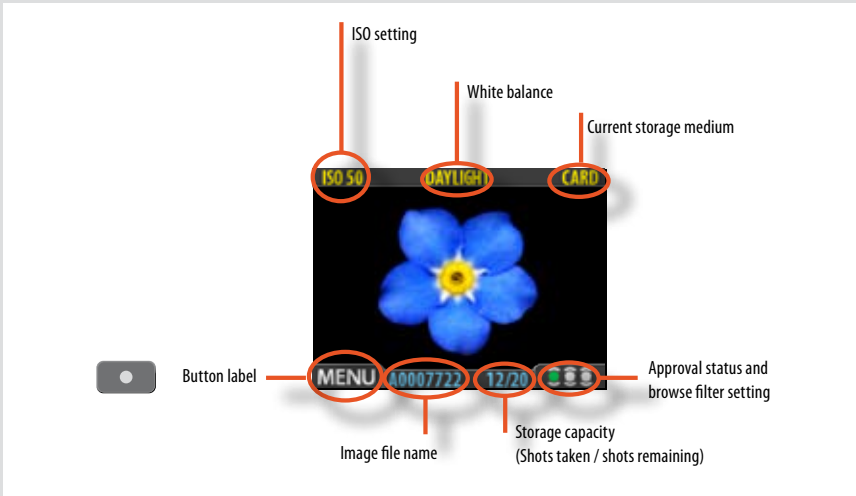 ISO setting
White balance
Current storage medium
ISO 50 DAYLIGHT CARD
Button label
MENU A0007722 12/20
Approval status and
browse filter setting
Image file name
Storage capacity
(Shots taken / shots remaining)